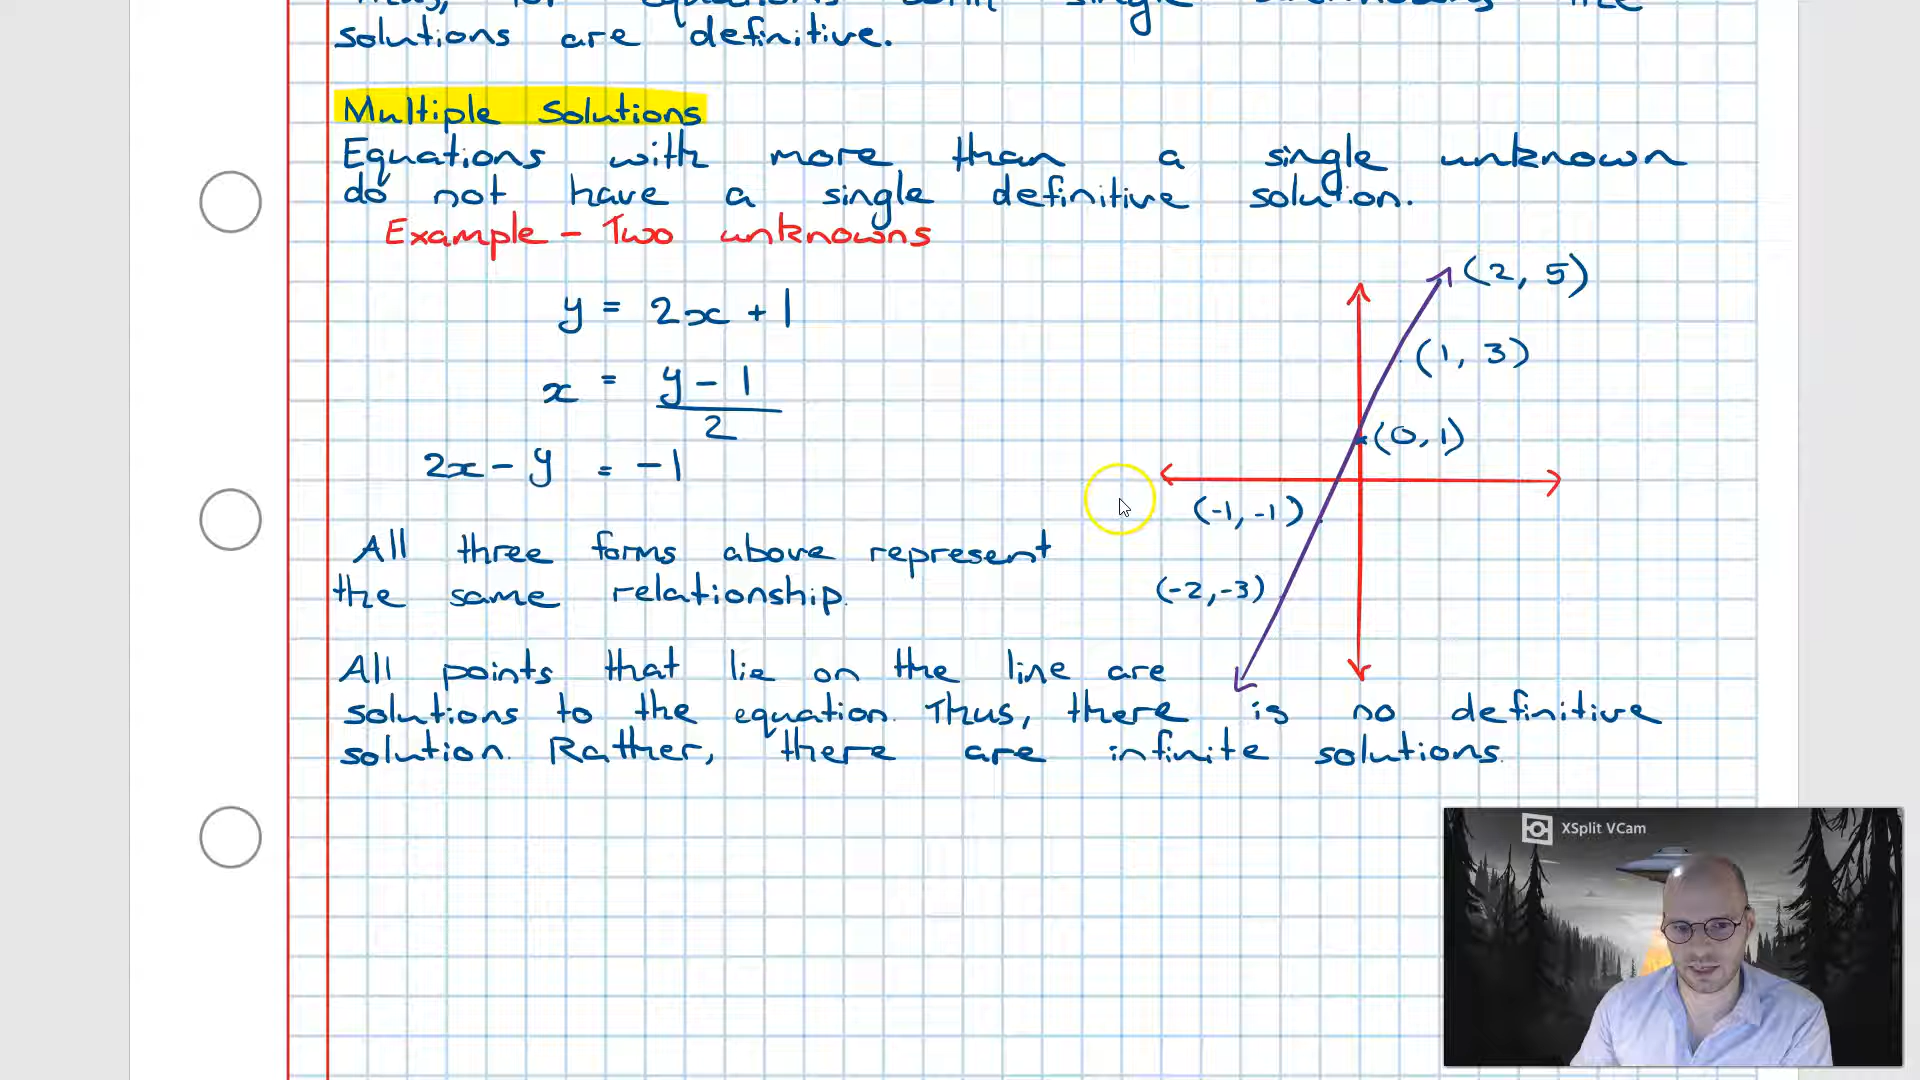 solutions are definitive.
Multiple Solutions
Equations with more than a single unknown
do not have a single definitive solution.
Example - Two unknowns
y = 2x + 1
x = y - 1
2
2x - y = -1
(2, 5)
(1, 3)
(0, 1)
(-1, -1)
(-2, -3)
All three forms above represent
the same relationship.
All points that lie on the line are
solutions to the equation. Thus, there is no definitive
solution. Rather, there are infinite solutions.
XSplit VCam